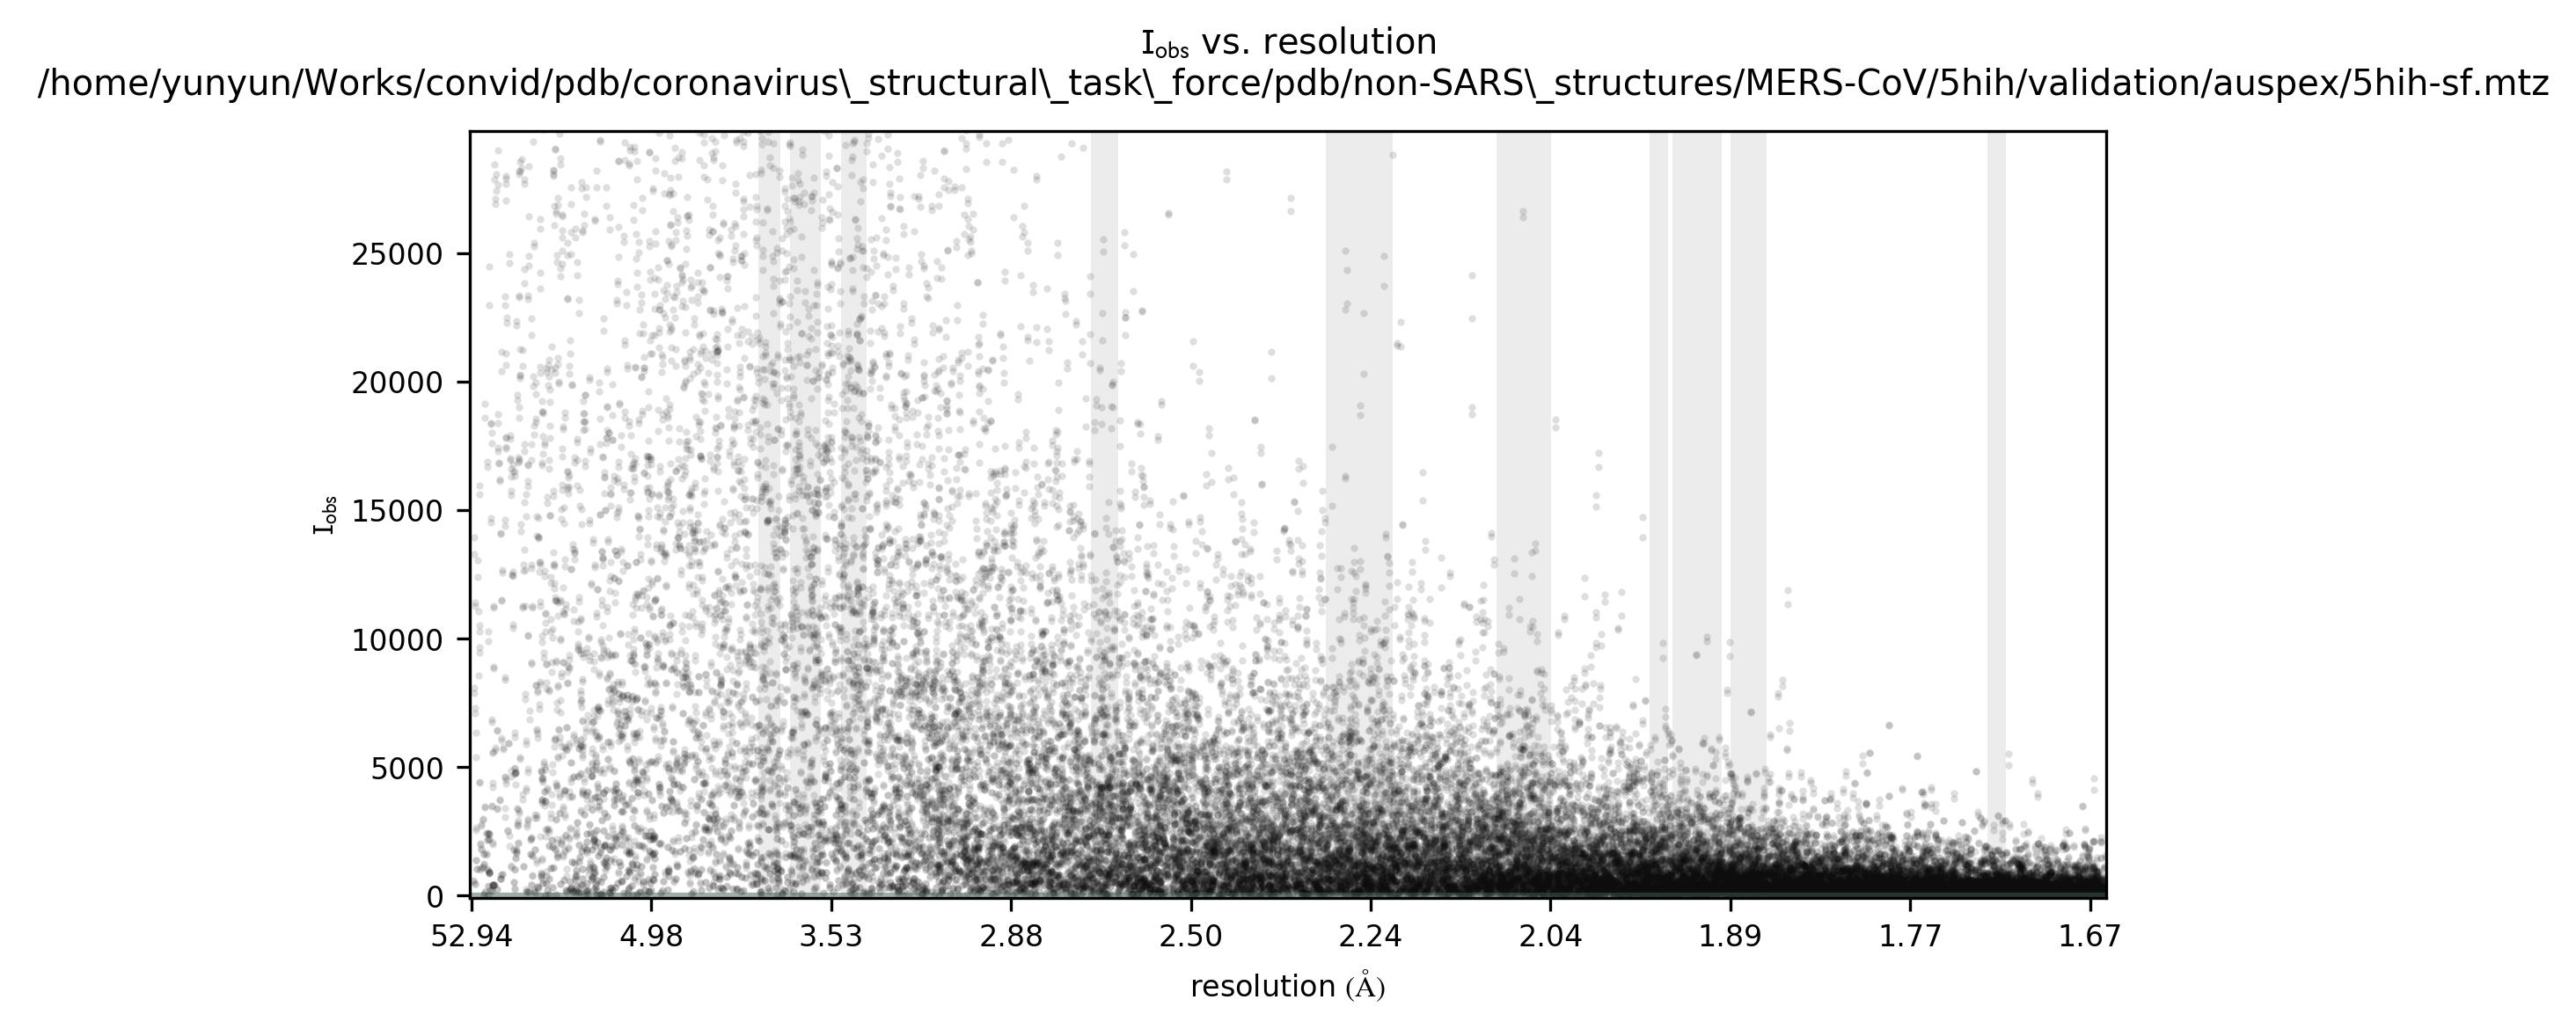 Iobs vs. resolution
/home/yunyun/Works/convid/pdb/coronavirus\_structural\_task\_force/pdb/non-SARS\_structures/MERS-CoV/5hih/validation/auspex/5hih-sf.mtz
Iobs
25000
20000
15000
10000
5000
0
52.94 4.98 3.53 2.88 2.50 2.24 2.04 1.89 1.77 1.67
resolution (Å)